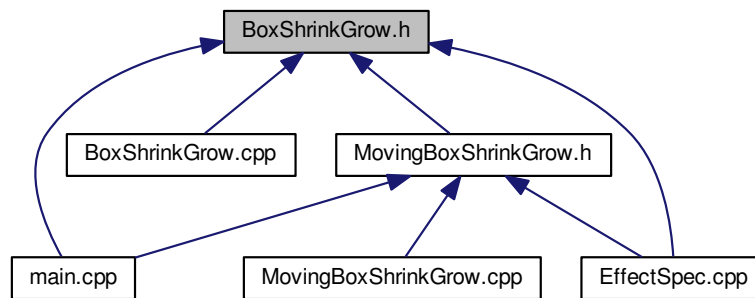 BoxShrinkGrow.h
BoxShrinkGrow.cpp
MovingBoxShrinkGrow.h
main.cpp
MovingBoxShrinkGrow.cpp
EffectSpec.cpp